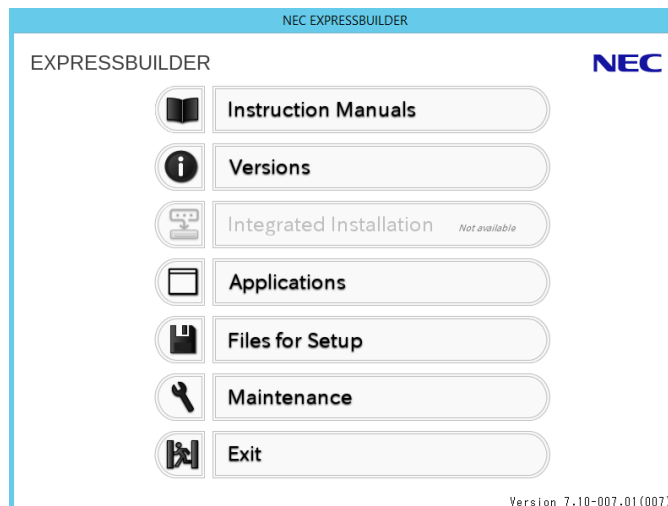 NEC EXPRESSBUILDER
EXPRESSBUILDER
NEC
Instruction Manuals
Versions
Integrated Installation Not available
Applications
Files for Setup
Maintenance
Exit
Version 7.10-007.01(007)